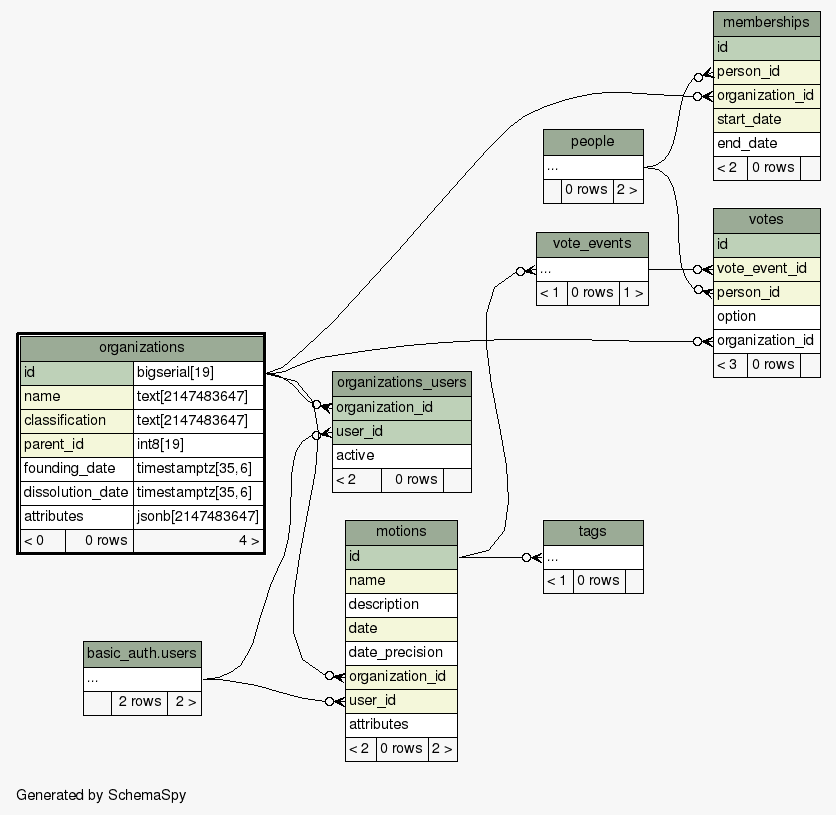 memberships
id
person_id
organization_id
start_date
end_date
< 2 0 rows
people
...
0 rows 2 >
votes
id
vote_event_id
person_id
option
organization_id
< 3 0 rows
vote_events
...
< 1 0 rows 1 >
organizations
id bigserial[19]
name text[2147483647]
classification text[2147483647]
parent_id int8[19]
founding_date timestamptz[35,6]
dissolution_date timestamptz[35,6]
attributes jsonb[2147483647]
< 0 0 rows 4 >
organizations_users
organization_id
user_id
active
< 2 0 rows
motions
id
name
description
date
date_precision
organization_id
user_id
attributes
< 2 0 rows 2 >
tags
...
< 1 0 rows
basic_auth.users
...
2 rows 2 >
Generated by SchemaSpy